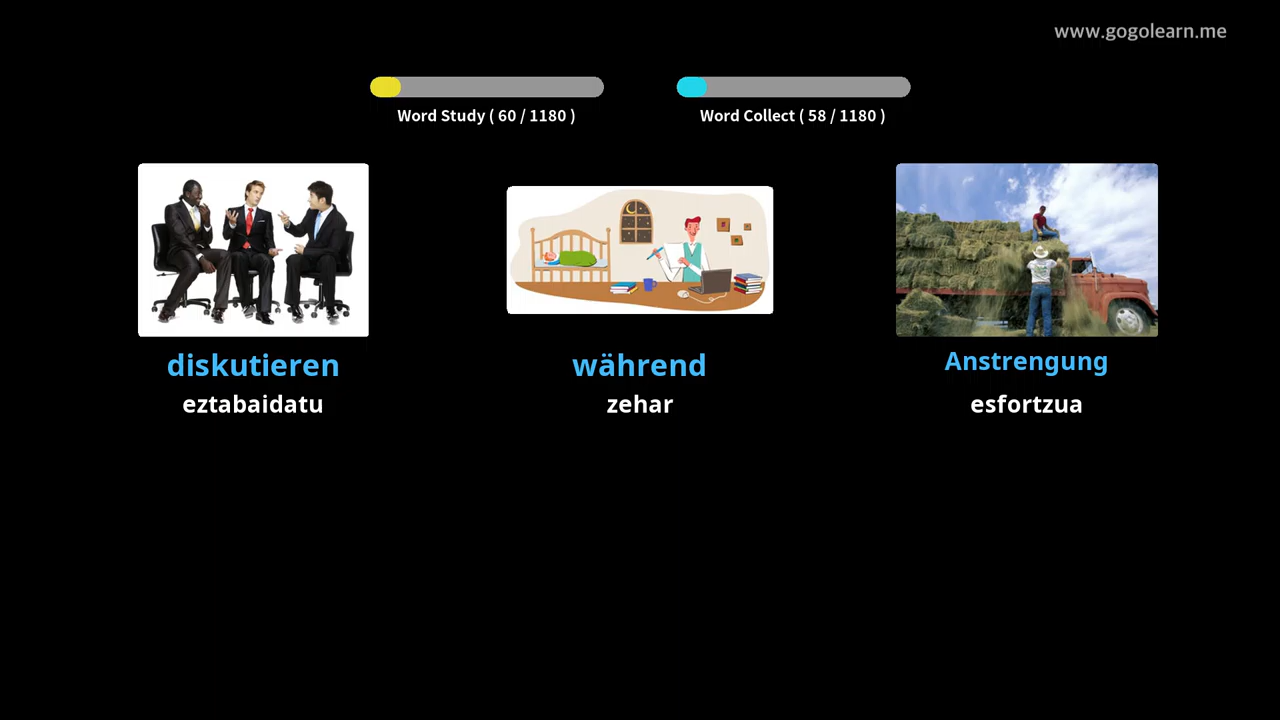 www.gogolearn.me
Word Study ( 60 / 1180 )
Word Collect ( 58 / 1180 )
diskutieren
während
Anstrengung
eztabaidatu
zehar
esfortzua